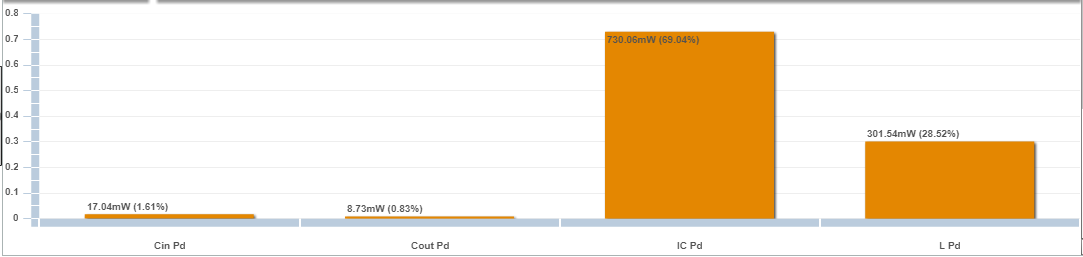 0.8
0.7
730.06mW (69.04%)
0.6
0.5
0.4
0.3
301.54mW (28.52%)
0.2
0.1
17.04mW (1.61%)
8.73mW (0.83%)
0
Cin Pd
Cout Pd
IC Pd
L Pd